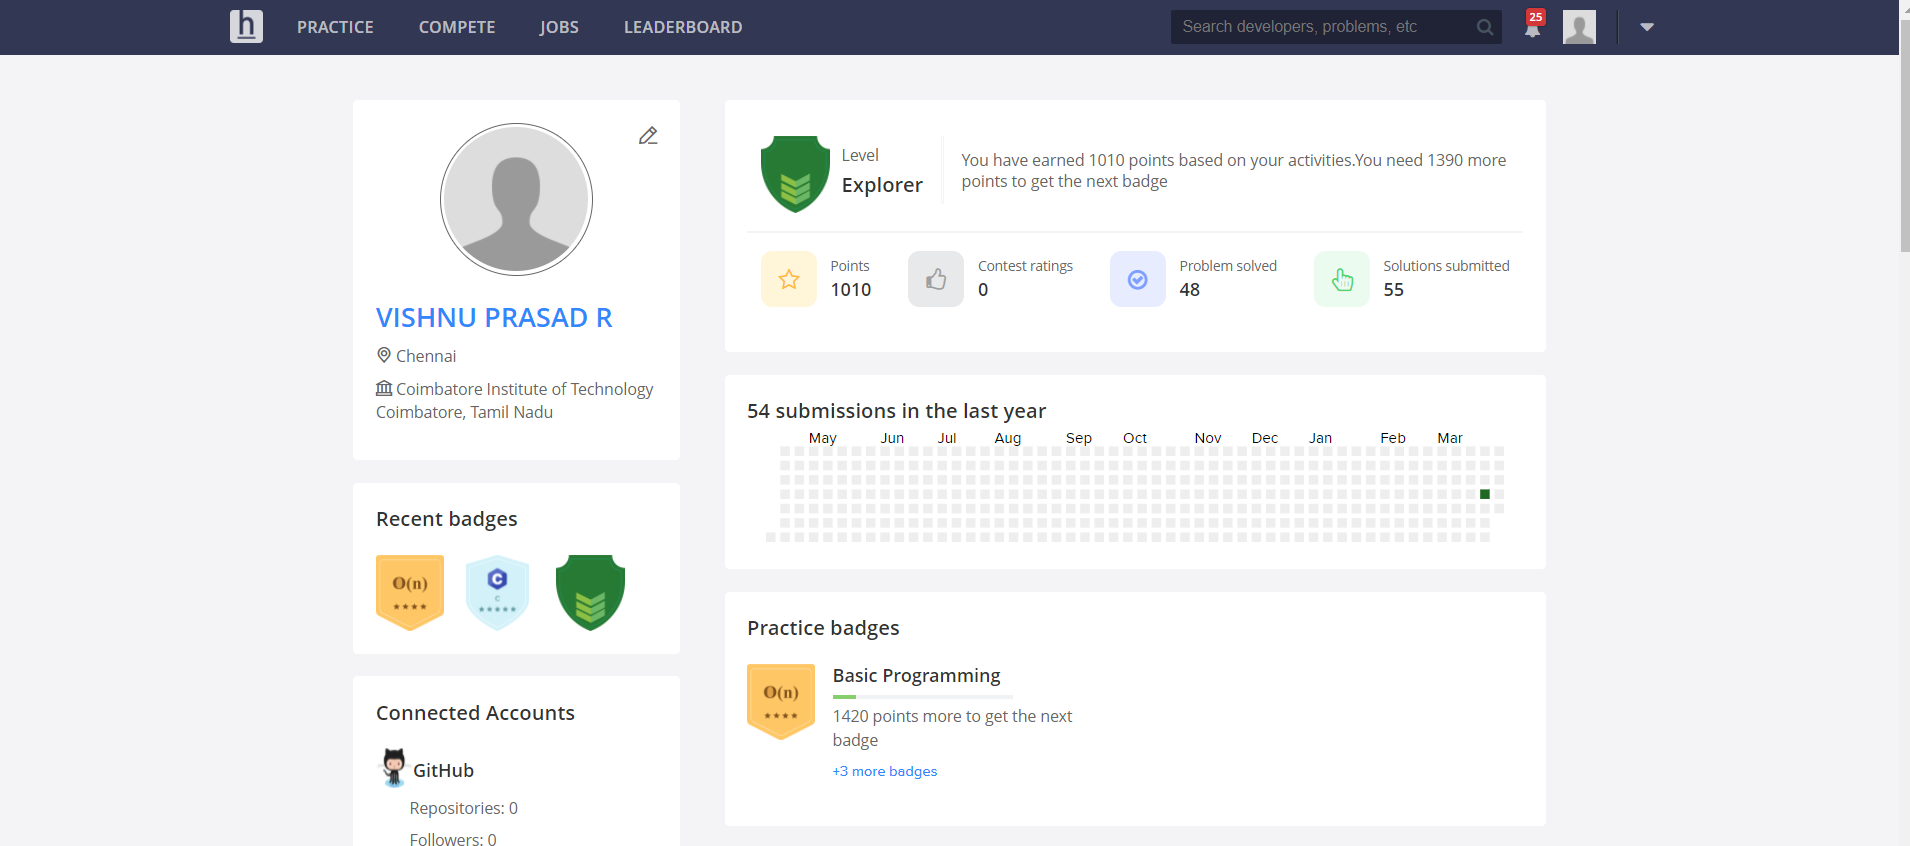 h PRACTICE COMPETE JOBS LEADERBOARD Search developers, problems, etc 25
VISHNU PRASAD R
Chennai
Coimbatore Institute of Technology
Coimbatore, Tamil Nadu
Recent badges
O(n)
C
C
Connected Accounts
GitHub
Repositories: 0
Followers: 0
Level
Explorer
You have earned 1010 points based on your activities.You need 1390 more
points to get the next badge
Points
1010
Contest ratings
0
Problem solved
48
Solutions submitted
55
54 submissions in the last year
May Jun Jul Aug Sep Oct Nov Dec Jan Feb Mar
Practice badges
O(n)
Basic Programming
1420 points more to get the next
badge
+3 more badges